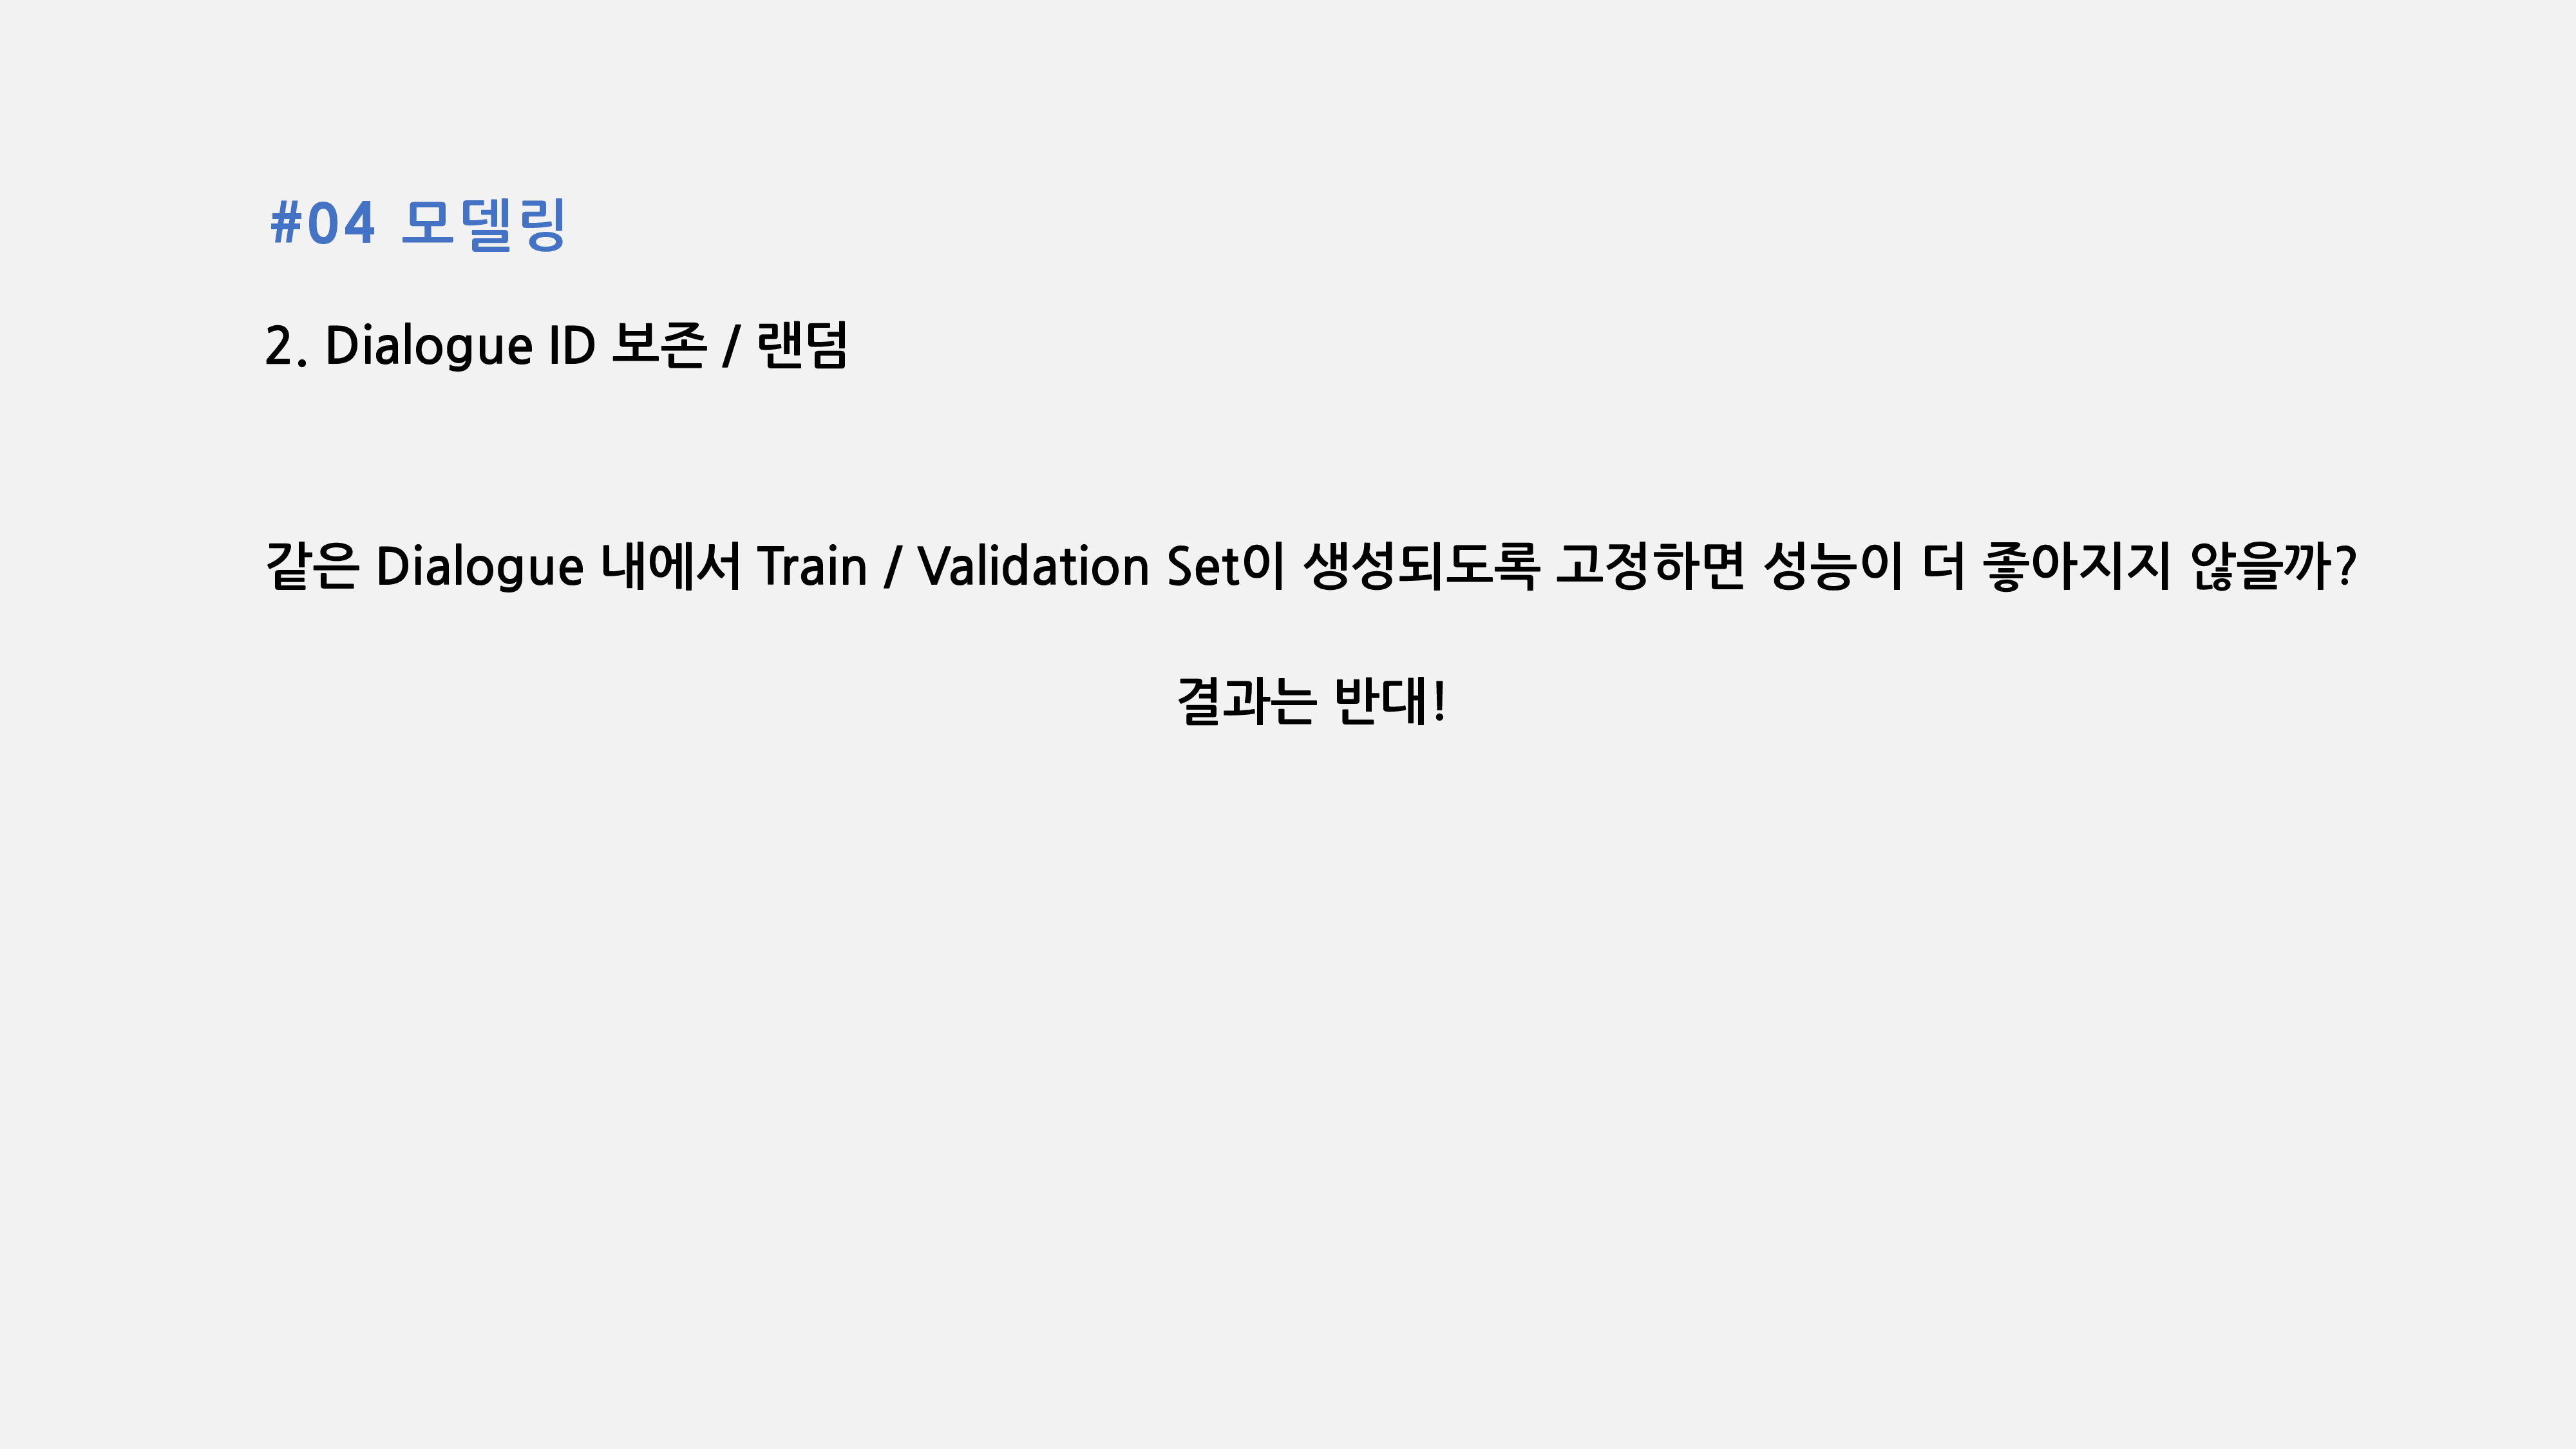 #04 모델링
2. Dialogue ID 보존 / 랜덤
같은 Dialogue 내에서 Train / Validation Set이 생성되도록 고정하면 성능이 더 좋아지지 않을까?
결과는 반대!